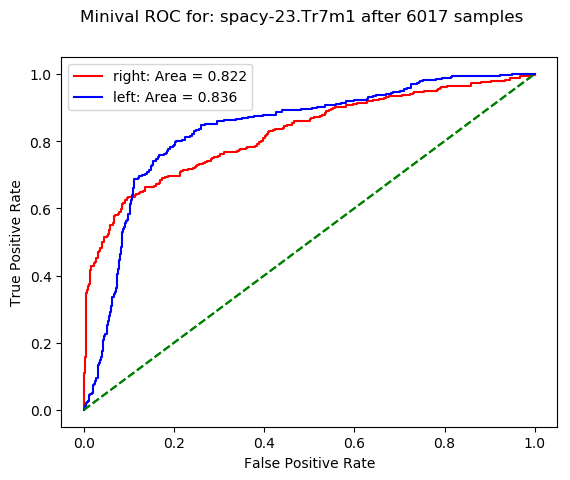 Minival ROC for: spacy-23.Tr7m1 after 6017 samples
right: Area = 0.822
left: Area = 0.836
1.0
0.8
0.6
0.4
0.2
0.0
True Positive Rate
0.0 0.2 0.4 0.6 0.8 1.0
False Positive Rate